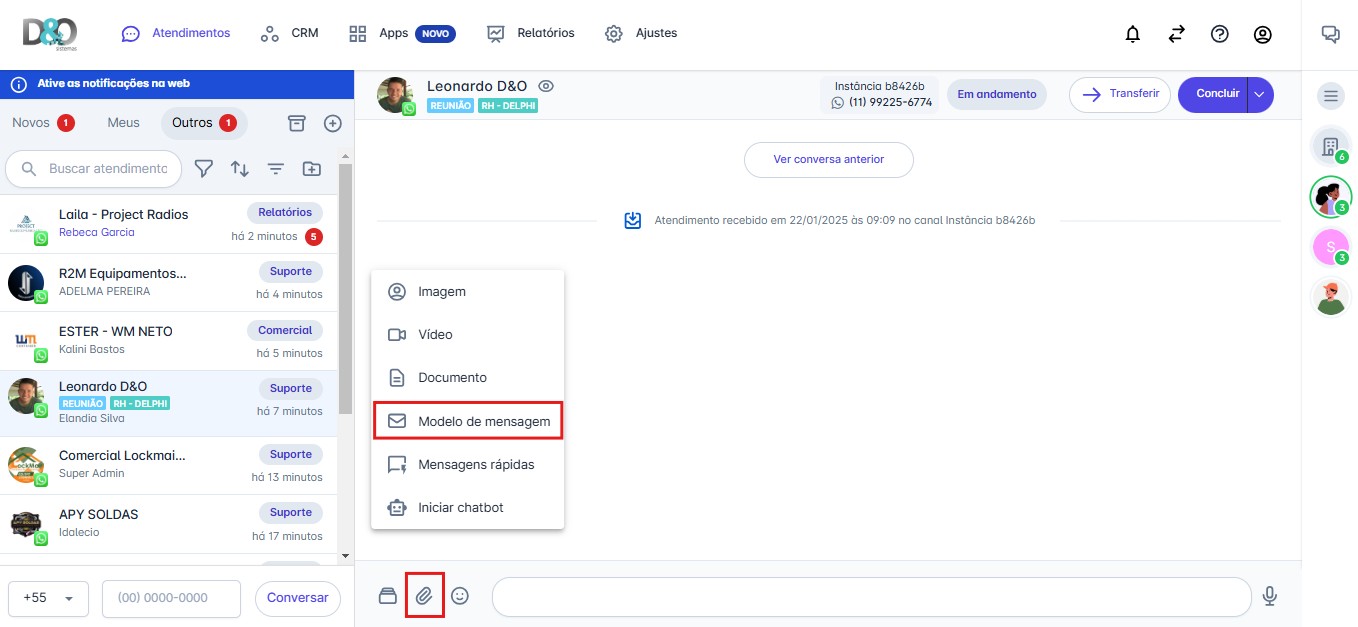 D&O
sistemas
Atendimentos
CRM
Apps NOVO
Relatórios
Ajustes
Ative as notificações na web
Novos 1
Meus
Outros 1
Buscar atendimento
Laila - Project Radios
Relatórios
Rebeca Garcia
há 2 minutos 5
R2M Equipamentos...
Suporte
ADELMA PEREIRA
há 4 minutos
ESTER - WM NETO
Comercial
Kalini Bastos
há 5 minutos
Leonardo D&O
Suporte
REUNIÃO RH - DELPHI
Elandia Silva
há 7 minutos
Comercial Lockmai...
Suporte
Super Admin
há 13 minutos
APY SOLDAS
Suporte
Idalecio
há 17 minutos
+55
(00) 0000-0000
Conversar
Leonardo D&O
REUNIÃO RH - DELPHI
Instância b8426b
(11) 99225-6774
Em andamento
Transferir
Concluir
Ver conversa anterior
Atendimento recebido em 22/01/2025 às 09:09 no canal Instância b8426b
Imagem
Vídeo
Documento
Modelo de mensagem
Mensagens rápidas
Iniciar chatbot
6
3
S
3